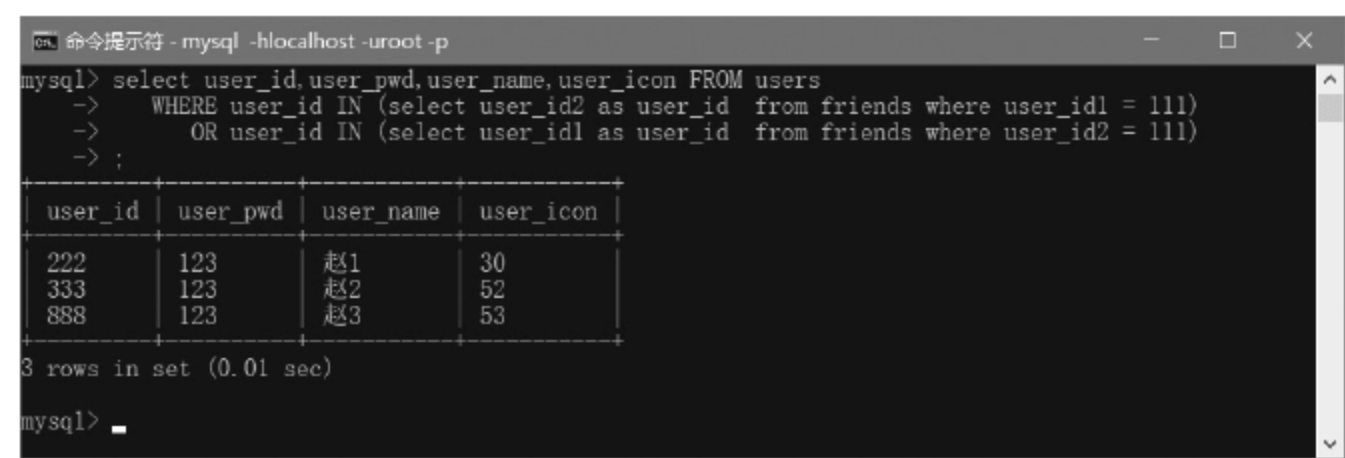 命令提示符 - mysql -hlocalhost -uroot -p
mysql> select user_id,user_pwd,user_name,user_icon FROM users
    ->    WHERE user_id IN (select user_id2 as user_id  from friends where user_id1 = 111)
    ->       OR user_id IN (select user_id1 as user_id  from friends where user_id2 = 111)
    -> ;
+---------+----------+-----------+-----------+
| user_id | user_pwd | user_name | user_icon |
+---------+----------+-----------+-----------+
| 222     | 123      | 赵1       | 30        |
| 333     | 123      | 赵2       | 52        |
| 888     | 123      | 赵3       | 53        |
+---------+----------+-----------+-----------+
3 rows in set (0.01 sec)
mysql>